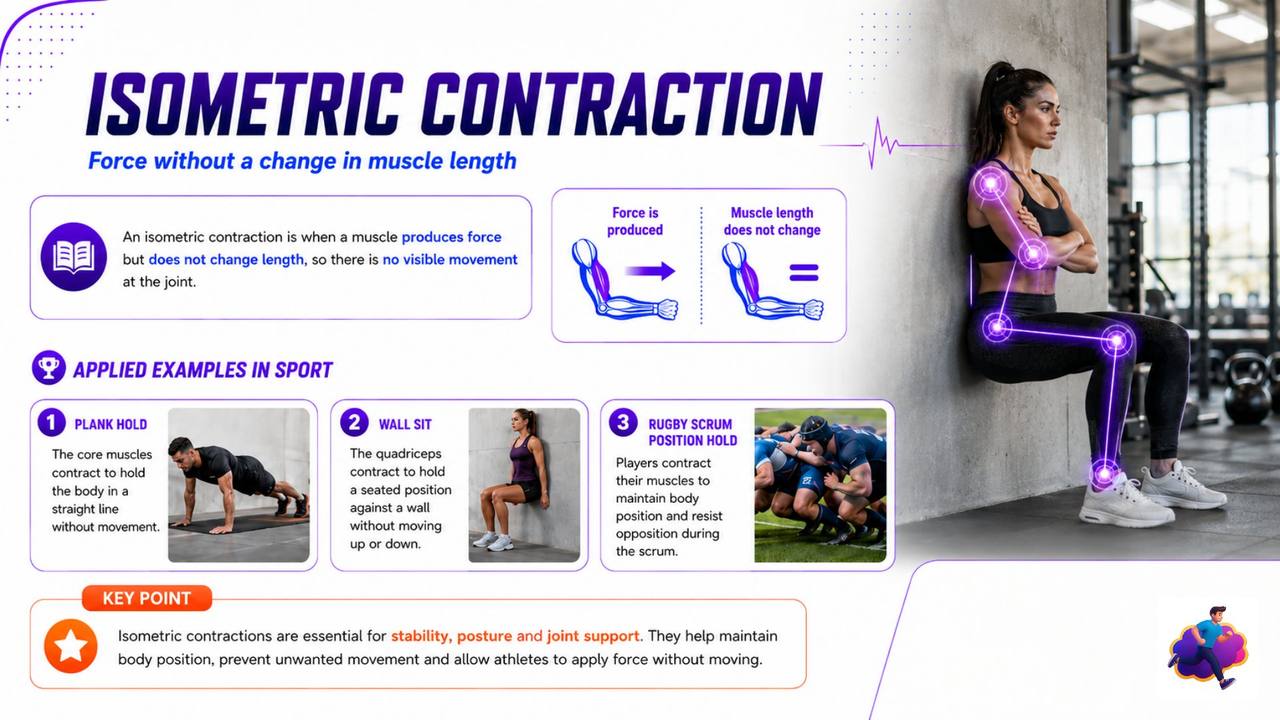 ISOMETRIC CONTRACTION
Force without a change in muscle length
An isometric contraction is when a muscle produces force
but does not change length, so there is no visible movement
at the joint.
Force is
produced
Muscle length
does not change
=
APPLIED EXAMPLES IN SPORT
1 PLANK HOLD
The core muscles
contract to hold
the body in a
straight line
without movement.
2 WALL SIT
The quadriceps
contract to hold
a seated position
against a wall
without moving
up or down.
3 RUGBY SCRUM
POSITION HOLD
Players contract
their muscles to
maintain body
position and resist
opposition during
the scrum.
KEY POINT
Isometric contractions are essential for stability, posture and joint support. They help maintain
body position, prevent unwanted movement and allow athletes to apply force without moving.